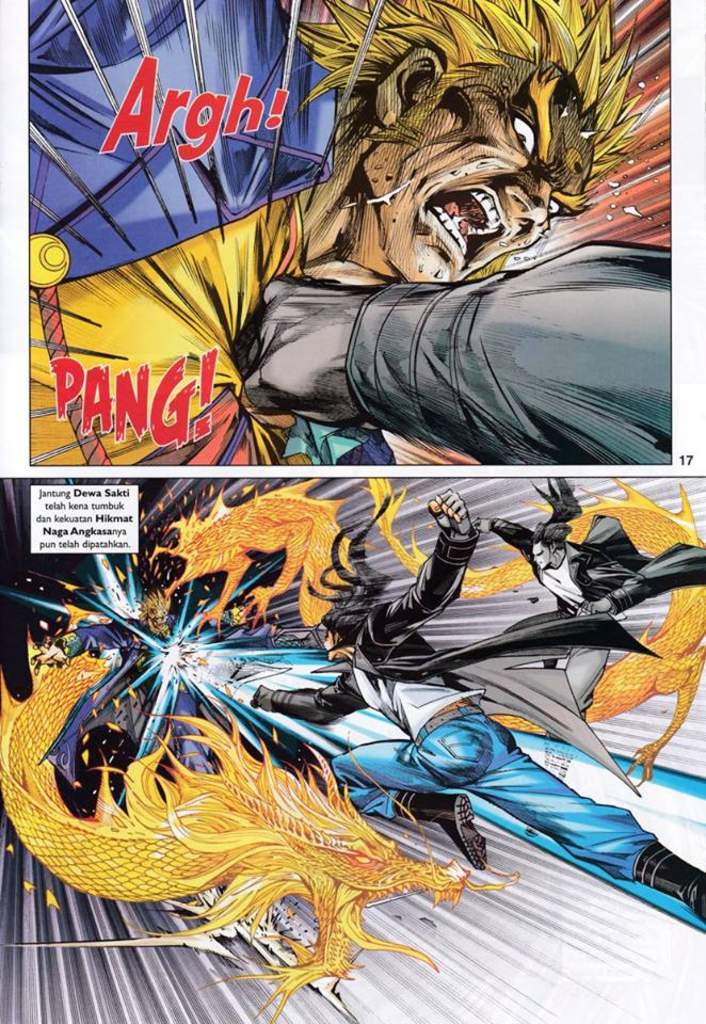 Argh!
PANG!
17
Jantung Dewa Sakti
telah kena tumbuk
dan kekuatan Hikmat
Naga Angkasanya
pun telah dipatahkan.